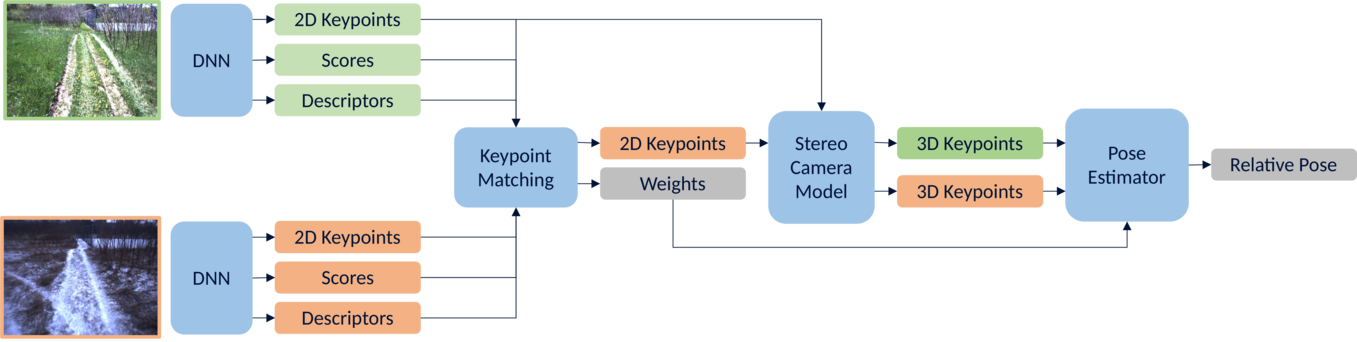 DNN
2D Keypoints
Scores
Descriptors
Keypoint
Matching
2D Keypoints
Weights
Stereo
Camera
Model
3D Keypoints
3D Keypoints
Pose
Estimator
Relative Pose
DNN
2D Keypoints
Scores
Descriptors